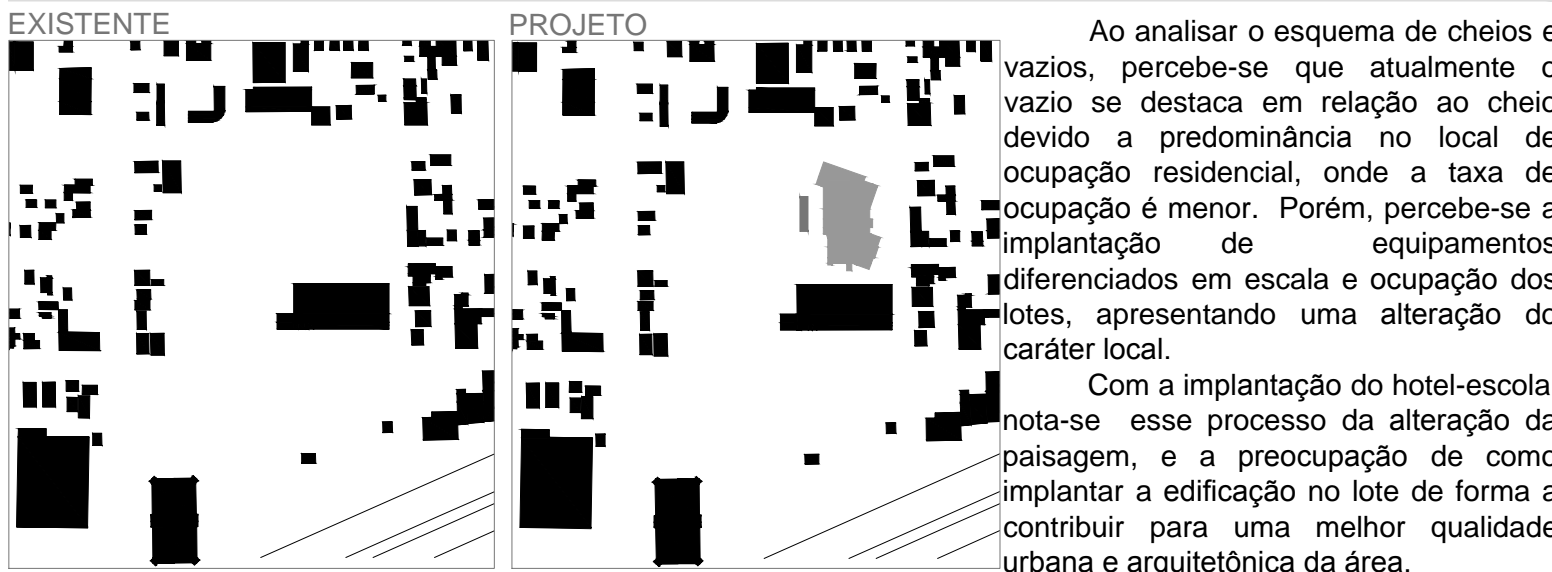 EXISTENTE
PROJETO
Ao analisar o esquema de cheios e
vazios, percebe-se que atualmente o
vazio se destaca em relação ao cheio
devido a predominância no local de
ocupação residencial, onde a taxa de
ocupação é menor. Porém, percebe-se a
implantação de equipamentos
diferenciados em escala e ocupação dos
lotes, apresentando uma alteração do
caráter local.
Com a implantação do hotel-escola
nota-se esse processo da alteração da
paisagem, e a preocupação de como
implantar a edificação no lote de forma a
contribuir para uma melhor qualidade
urbana e arquitetônica da área.